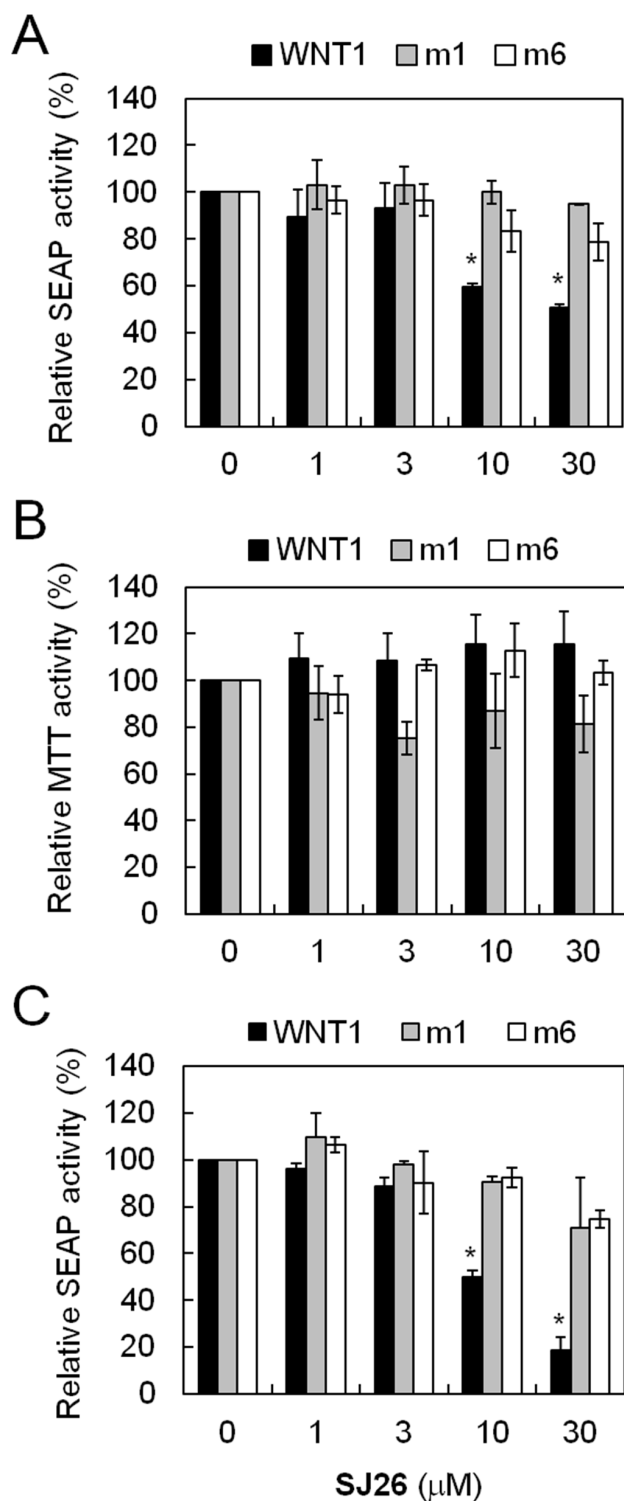 A
WNT1 m1 m6
Relative SEAP activity (%)
140
120
100
80
60
40
20
0
* *
0 1 3 10 30
B
WNT1 m1 m6
Relative MTT activity (%)
140
120
100
80
60
40
20
0
0 1 3 10 30
C
WNT1 m1 m6
Relative SEAP activity (%)
140
120
100
80
60
40
20
0
* *
0 1 3 10 30
SJ26 (μM)